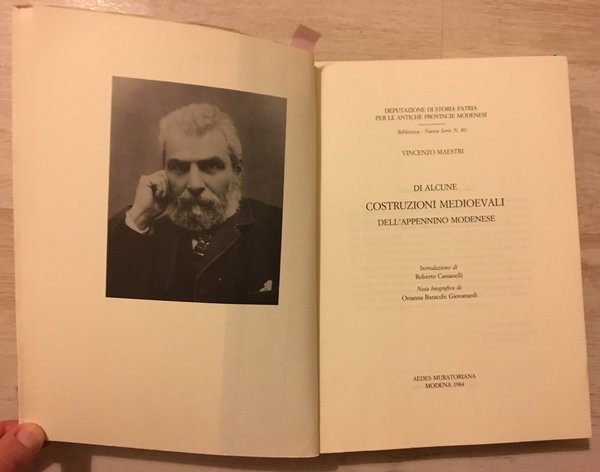 DEPUTAZIONE DI STORIA PATRIA
PER LE ANTICHE PROVINCIE MODENESI
Biblioteca - Nuova Serie N. 80
VINCENZO MAESTRI
DI ALCUNE
COSTRUZIONI MEDIOEVALI
DELL'APPENNINO MODENESE
Introduzione di
Roberto Cassanelli
Nota biografica di
Orianna Baracchi Giovanardi
AEDES MURATORIANA
MODENA 1984